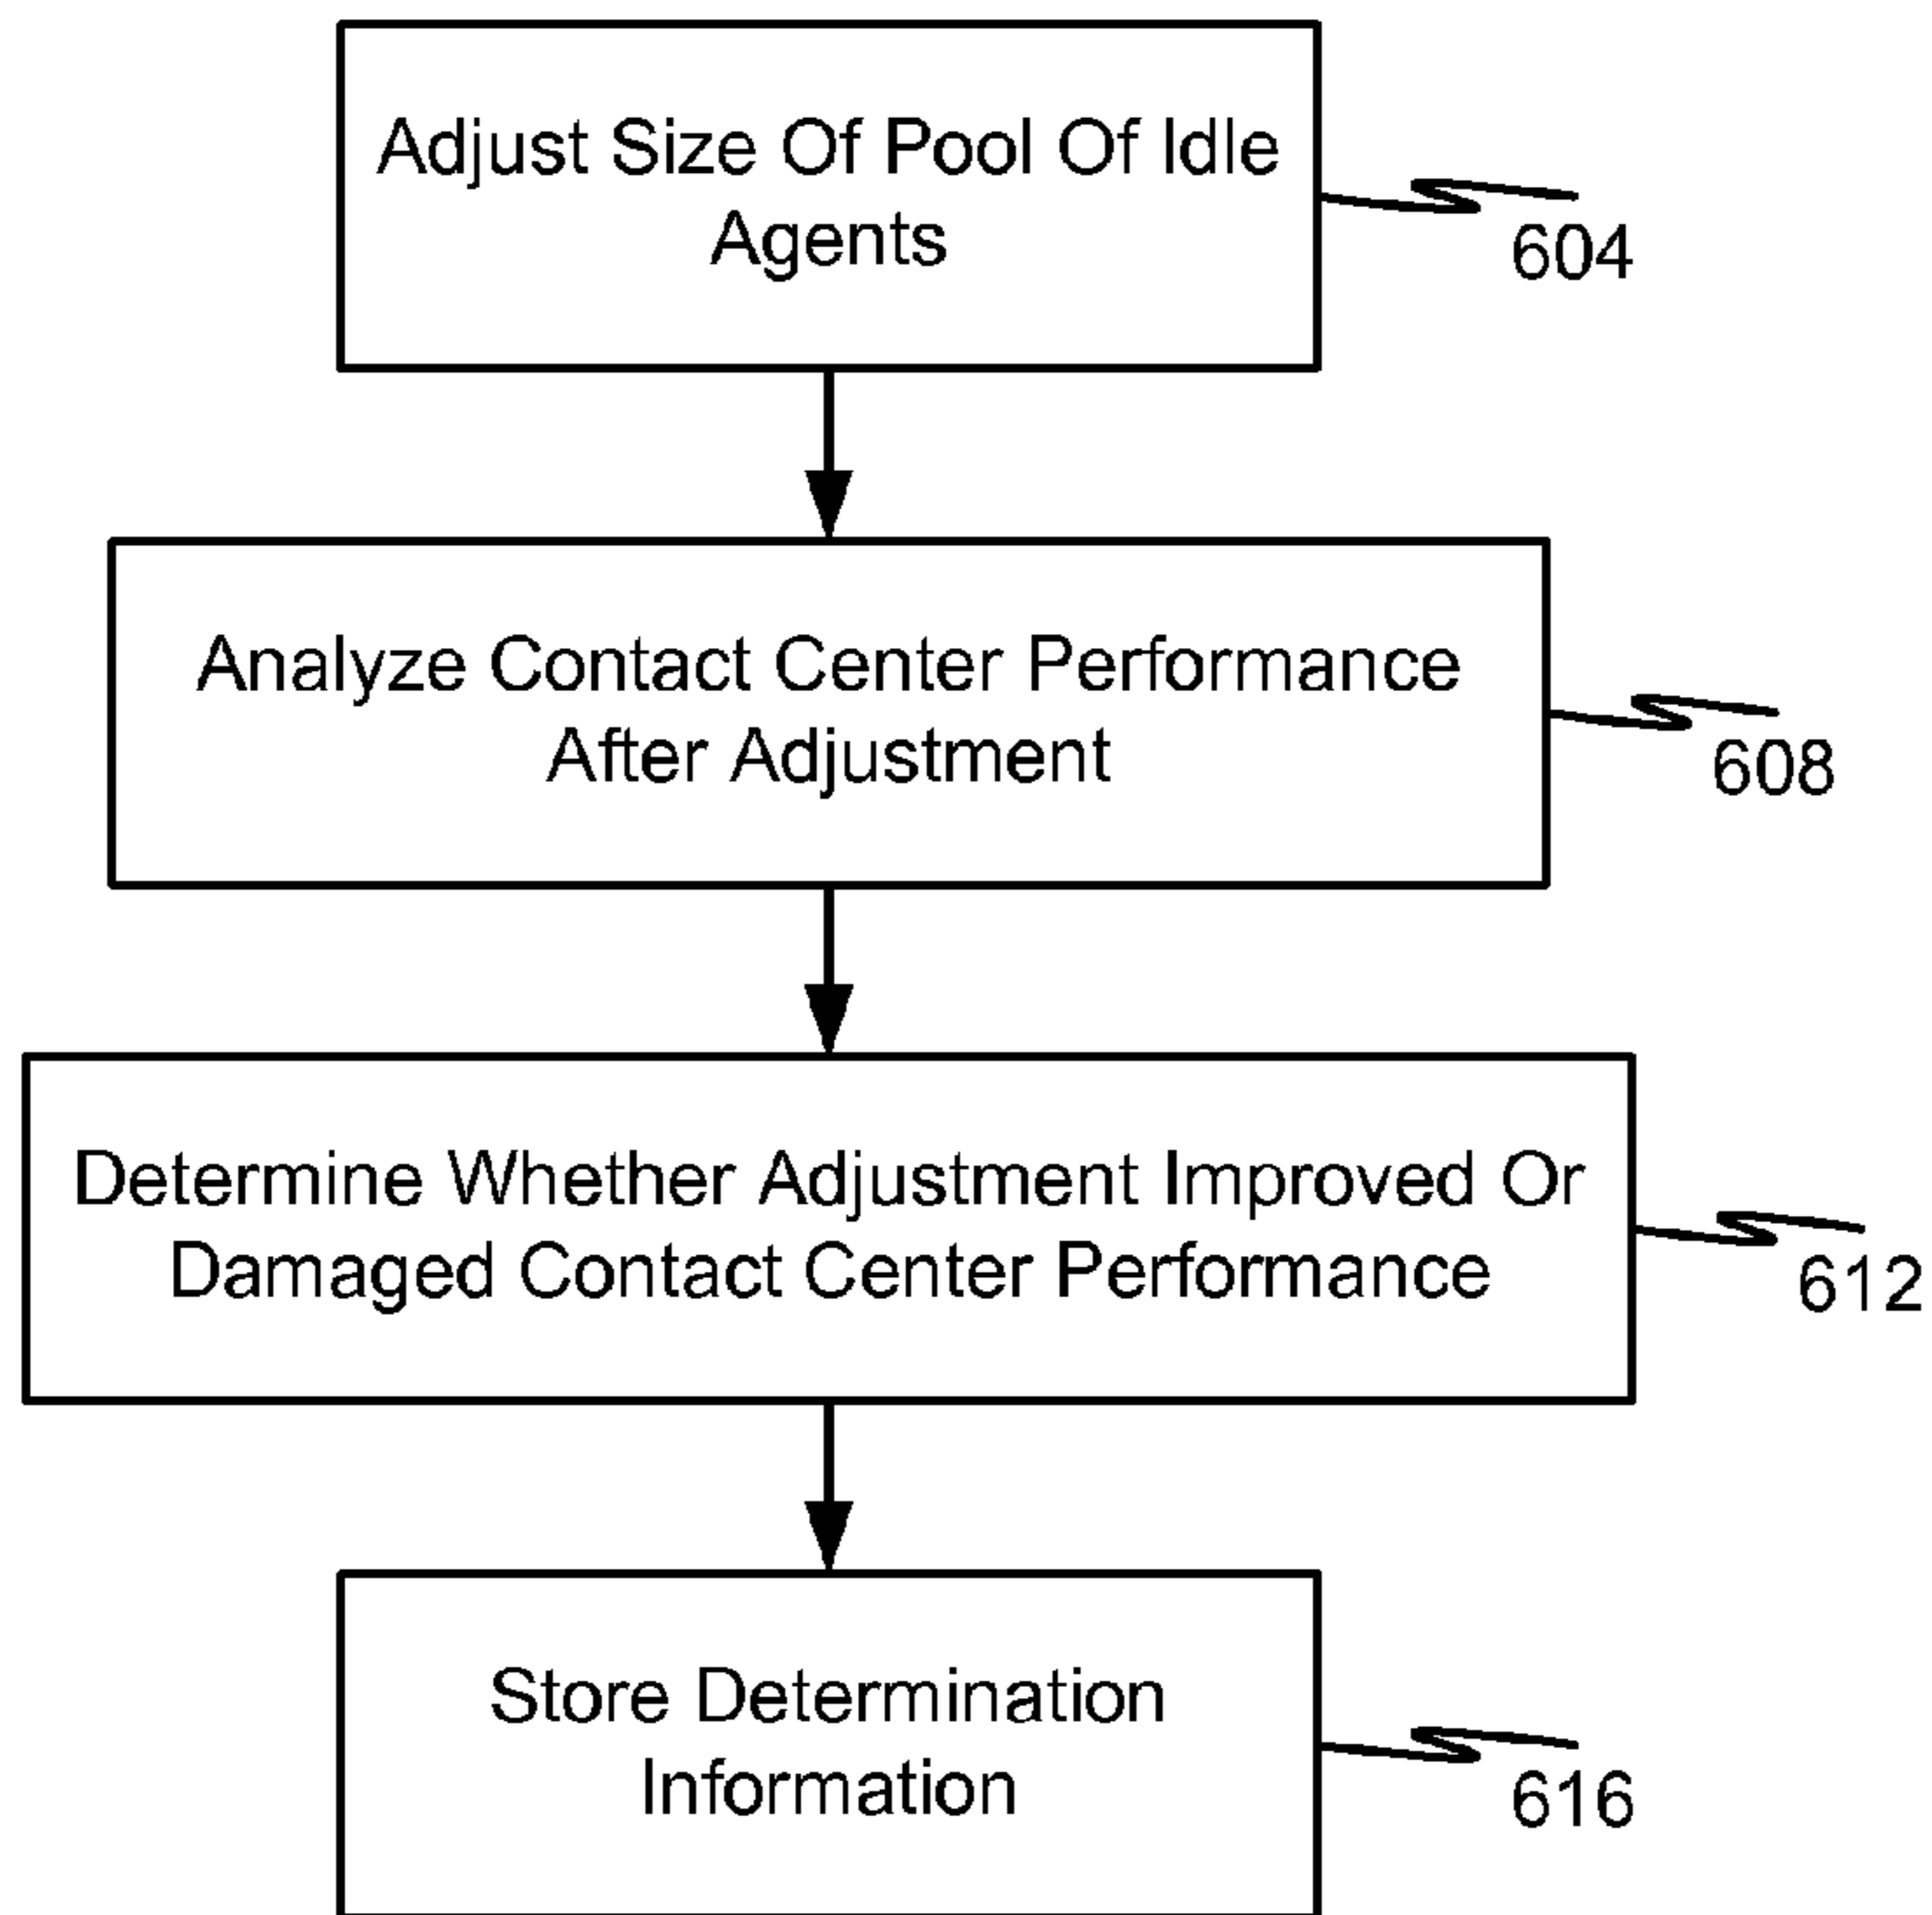 Adjust Size Of Pool Of Idle
Agents
604
Analyze Contact Center Performance
After Adjustment
608
Determine Whether Adjustment Improved Or
Damaged Contact Center Performance
612
Store Determination
Information
616